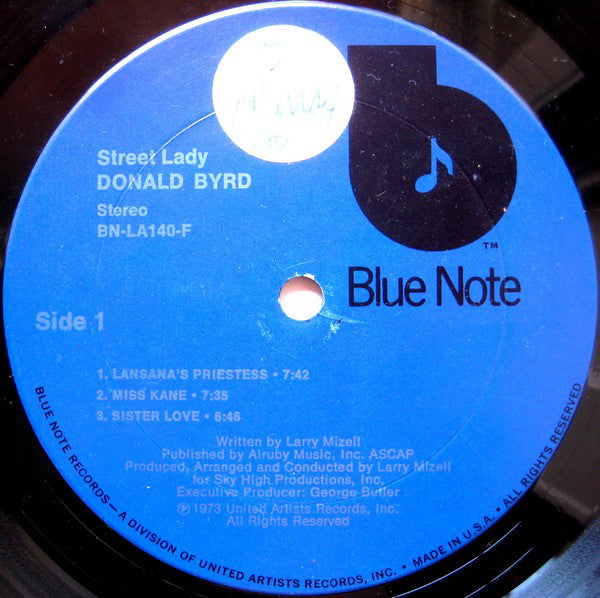 Street Lady
DONALD BYRD
Stereo
BN-LA140-F
TM
Blue Note
Side 1
1. LANSANA'S PRIESTESS • 7:42
2. MISS KANE • 7:35
3. SISTER LOVE • 6:46
Written by Larry Mizell
Published by Alruby Music, Inc. ASCAP
Produced, Arranged and Conducted by Larry Mizell
for Sky High Productions, Inc.
Executive Producer: George Butler
℗ 1973 United Artists Records, Inc.
All Rights Reserved
BLUE NOTE RECORDS—A DIVISION OF UNITED ARTISTS RECORDS, INC. • MADE IN U.S.A. • ALL RIGHTS RESERVED